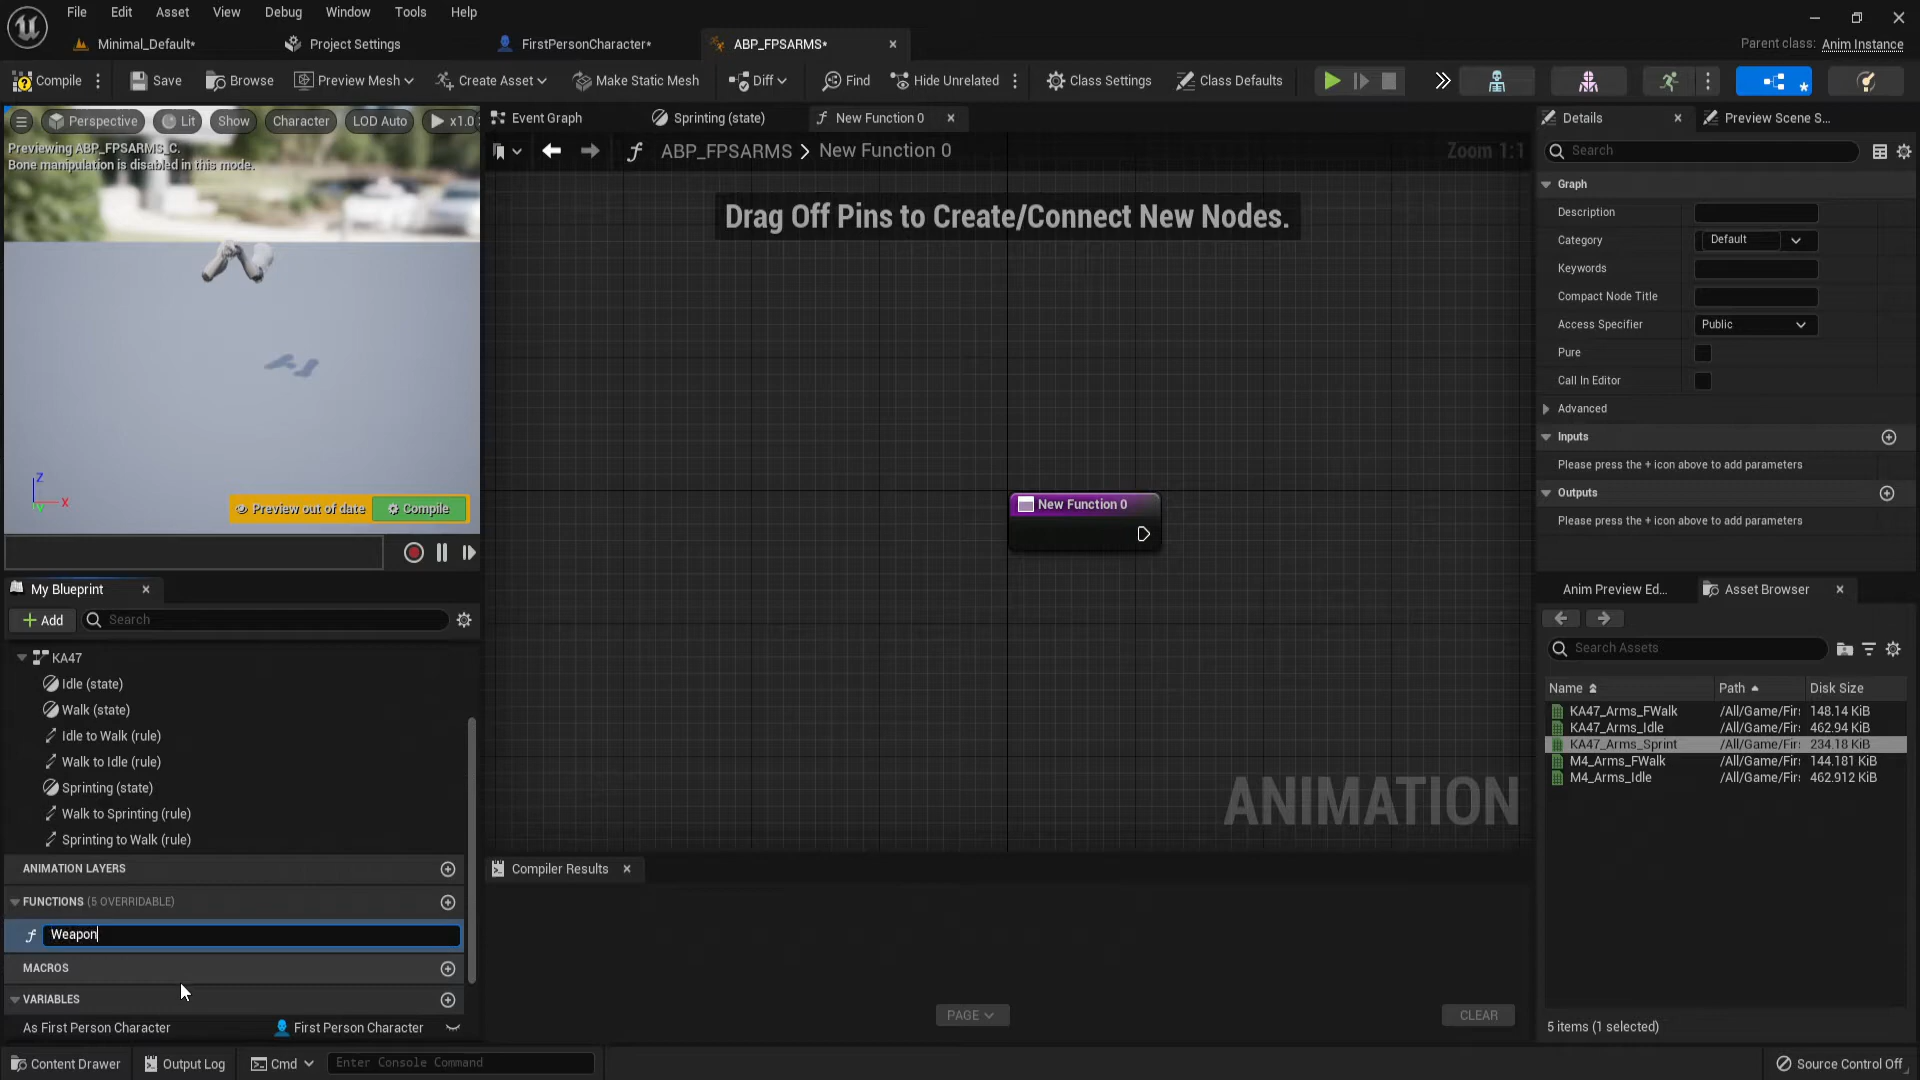 File Edit Asset View Debug Window Tools Help
Minimal_Default* Project Settings FirstPersonCharacter* ABP_FPSARMS* Parent class: Anim Instance
Compile Save Browse Preview Mesh Create Asset Make Static Mesh Diff Find Hide Unrelated Class Settings Class Defaults
Perspective Lit Show Character LOD Auto x1.0
Previewing ABP_FPSARMS_C.
Bone manipulation is disabled in this mode.
Z
X
Y
Preview out of date Compile
My Blueprint
Add Search
KA47
Idle (state)
Walk (state)
Idle to Walk (rule)
Walk to Idle (rule)
Sprinting (state)
Walk to Sprinting (rule)
Sprinting to Walk (rule)
ANIMATION LAYERS
FUNCTIONS (5 OVERRIDABLE)
Weapon
MACROS
VARIABLES
As First Person Character First Person Character
Event Graph Sprinting (state) New Function 0
ABP_FPSARMS > New Function 0 Zoom 1:1
Drag Off Pins to Create/Connect New Nodes.
New Function 0
ANIMATION
Compiler Results
PAGE CLEAR
Details Preview Scene S...
Search
Graph
Description
Category Default
Keywords
Compact Node Title
Access Specifier Public
Pure
Call In Editor
Advanced
Inputs
Please press the + icon above to add parameters
Outputs
Please press the + icon above to add parameters
Anim Preview Ed... Asset Browser
Search Assets
Name Path Disk Size
KA47_Arms_FWalk /All/Game/Fir: 148.14 KiB
KA47_Arms_Idle /All/Game/Fir: 462.94 KiB
KA47_Arms_Sprint /All/Game/Fir: 234.18 KiB
M4_Arms_FWalk /All/Game/Fir: 144.181 KiB
M4_Arms_Idle /All/Game/Fir: 462.912 KiB
5 items (1 selected)
Content Drawer Output Log Cmd Enter Console Command Source Control Off